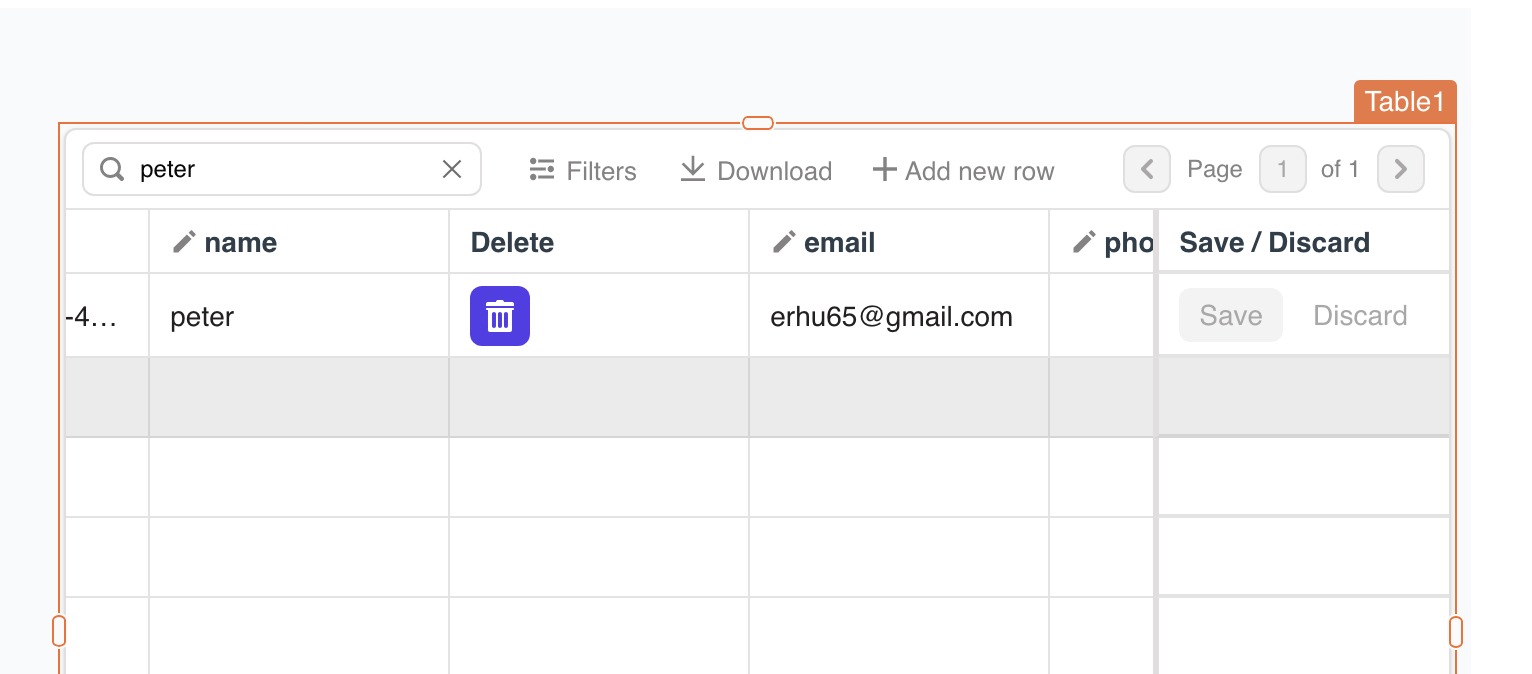 Table1
peter Filters Download Add new row Page 1 of 1
name Delete email pho Save / Discard
-4… peter erhu65@gmail.com Save Discard